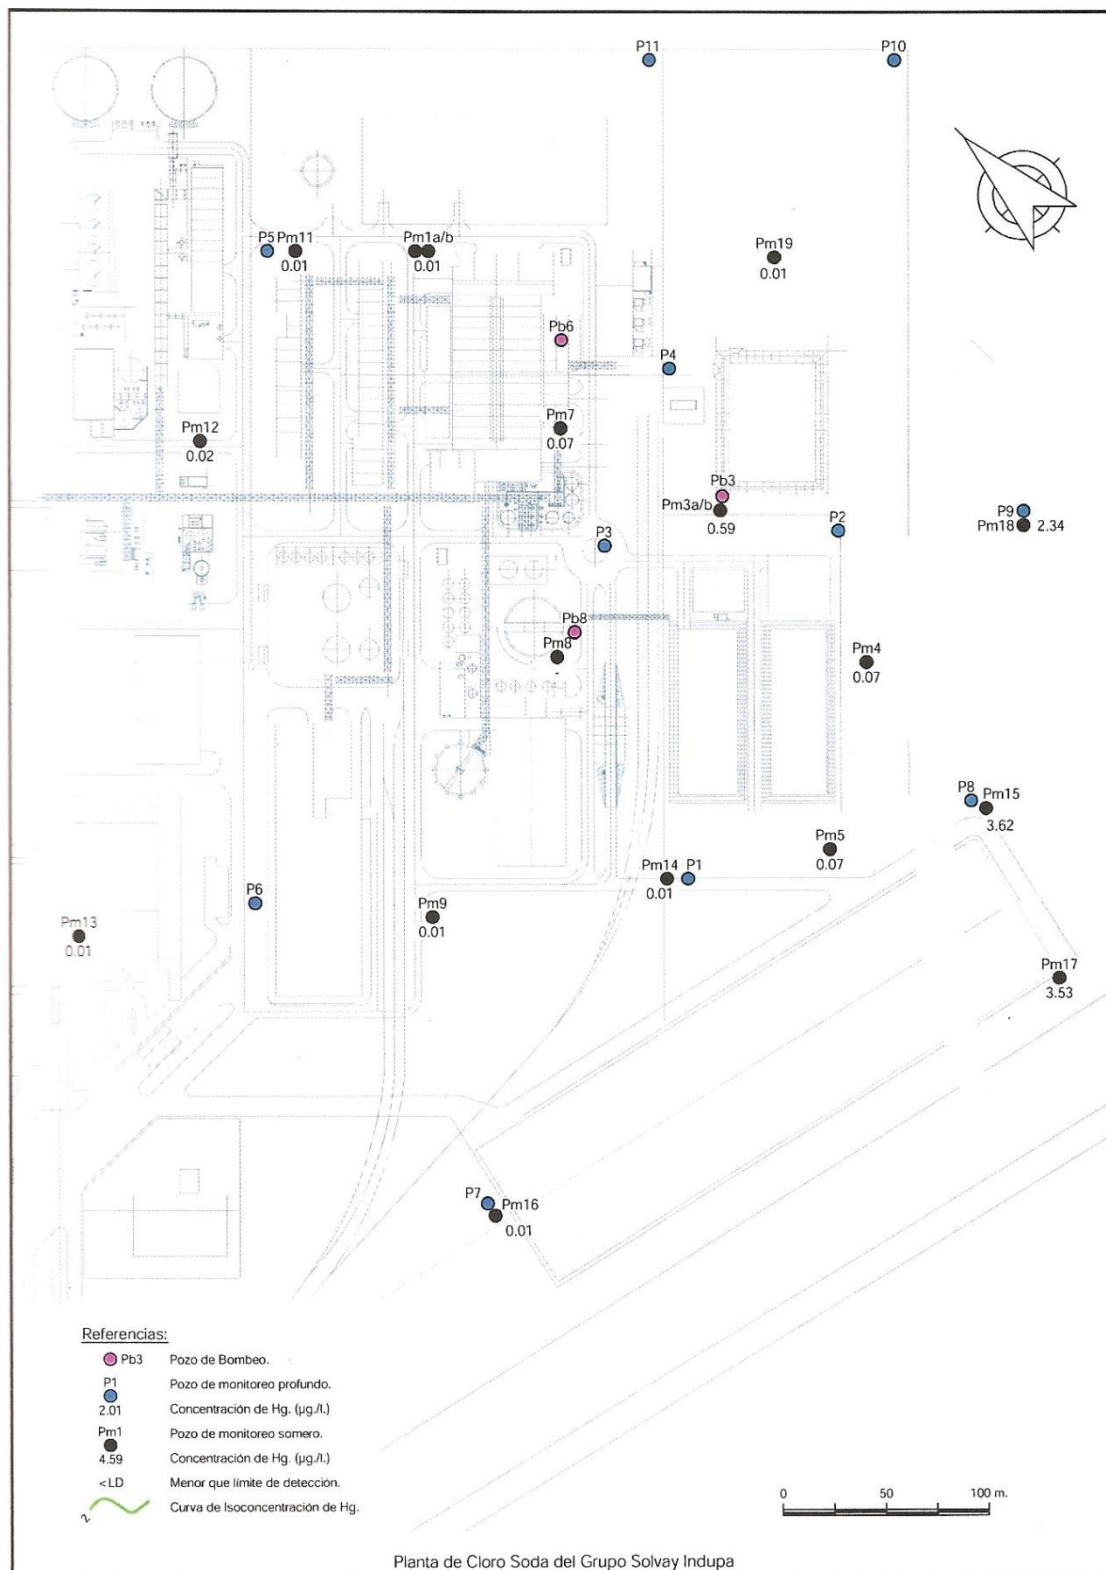 P11
P10
P5 Pm11
0.01
Pm1a/b
0.01
Pm19
0.01
Pb6
P4
Pm7
0.07
Pm12
0.02
Pb3
Pm3a/b
0.59
P2
P9
Pm18 2.34
P3
Pb8
Pm8
Pm4
0.07
P8 Pm15
3.62
Pm5
0.07
Pm14 P1
0.01
P6
Pm9
0.01
Pm13
0.01
Pm17
3.53
P7 Pm16
0.01
Referencias:
Pb3 Pozo de Bombeo.
P1 Pozo de monitoreo profundo.
2.01 Concentración de Hg. (µg./l.)
Pm1 Pozo de monitoreo somero.
4.59 Concentración de Hg. (µg./l.)
<LD Menor que límite de detección.
2 Curva de Isoconcentración de Hg.
0 50 100 m.
Planta de Cloro Soda del Grupo Solvay Indupa